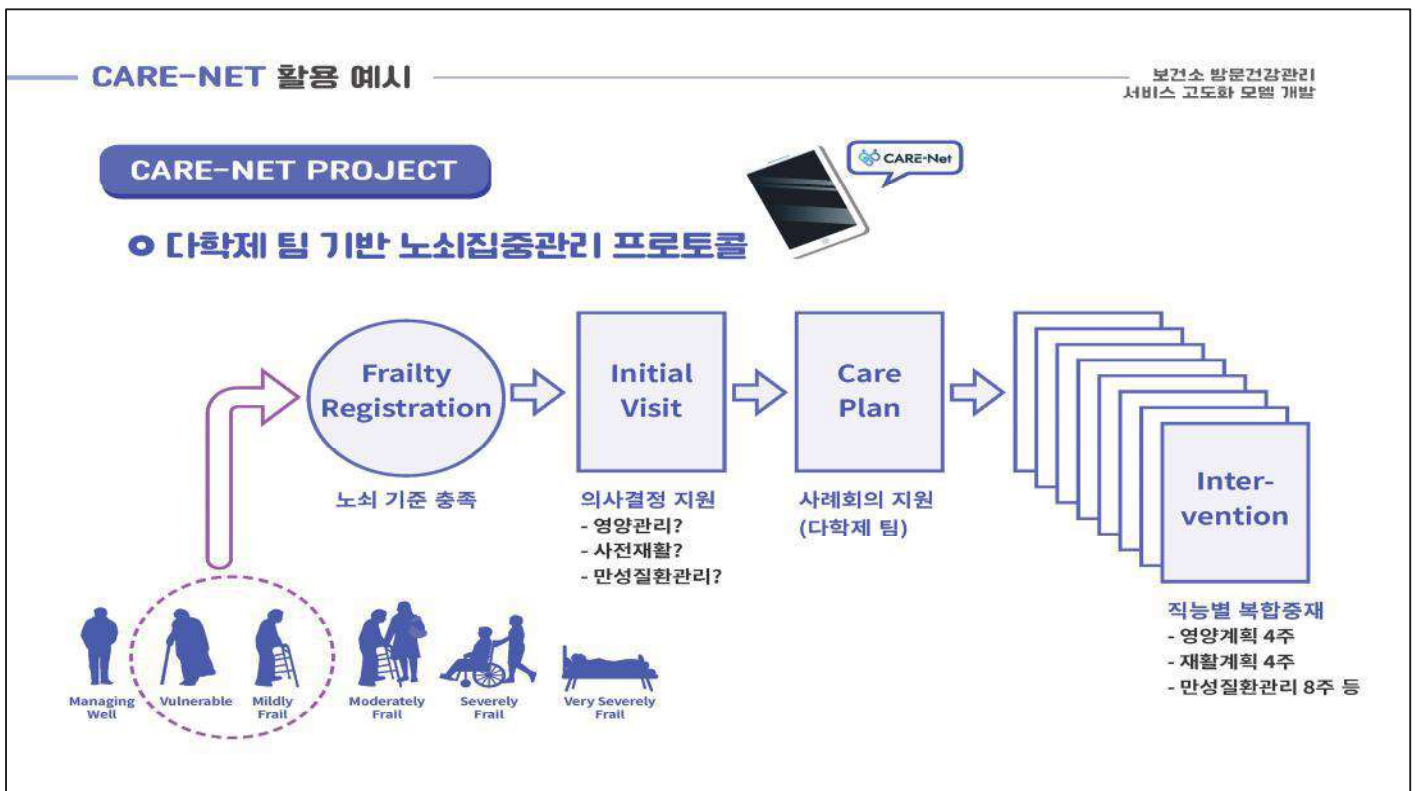 CARE-NET 활용 예시
보건소 방문건강관리
서비스 고도화 모델 개발
CARE-NET PROJECT
CARE-Net
다학제 팀 기반 노쇠집중관리 프로토콜
Frailty
Registration
노쇠 기준 충족
Initial
Visit
의사결정 지원
- 영양관리?
- 사전재활?
- 만성질환관리?
Care
Plan
사례회의 지원
(다학제 팀)
Inter-
vention
직능별 복합중재
- 영양계획 4주
- 재활계획 4주
- 만성질환관리 8주 등
Managing
Well
Vulnerable
Mildly
Frail
Moderately
Frail
Severely
Frail
Very Severely
Frail